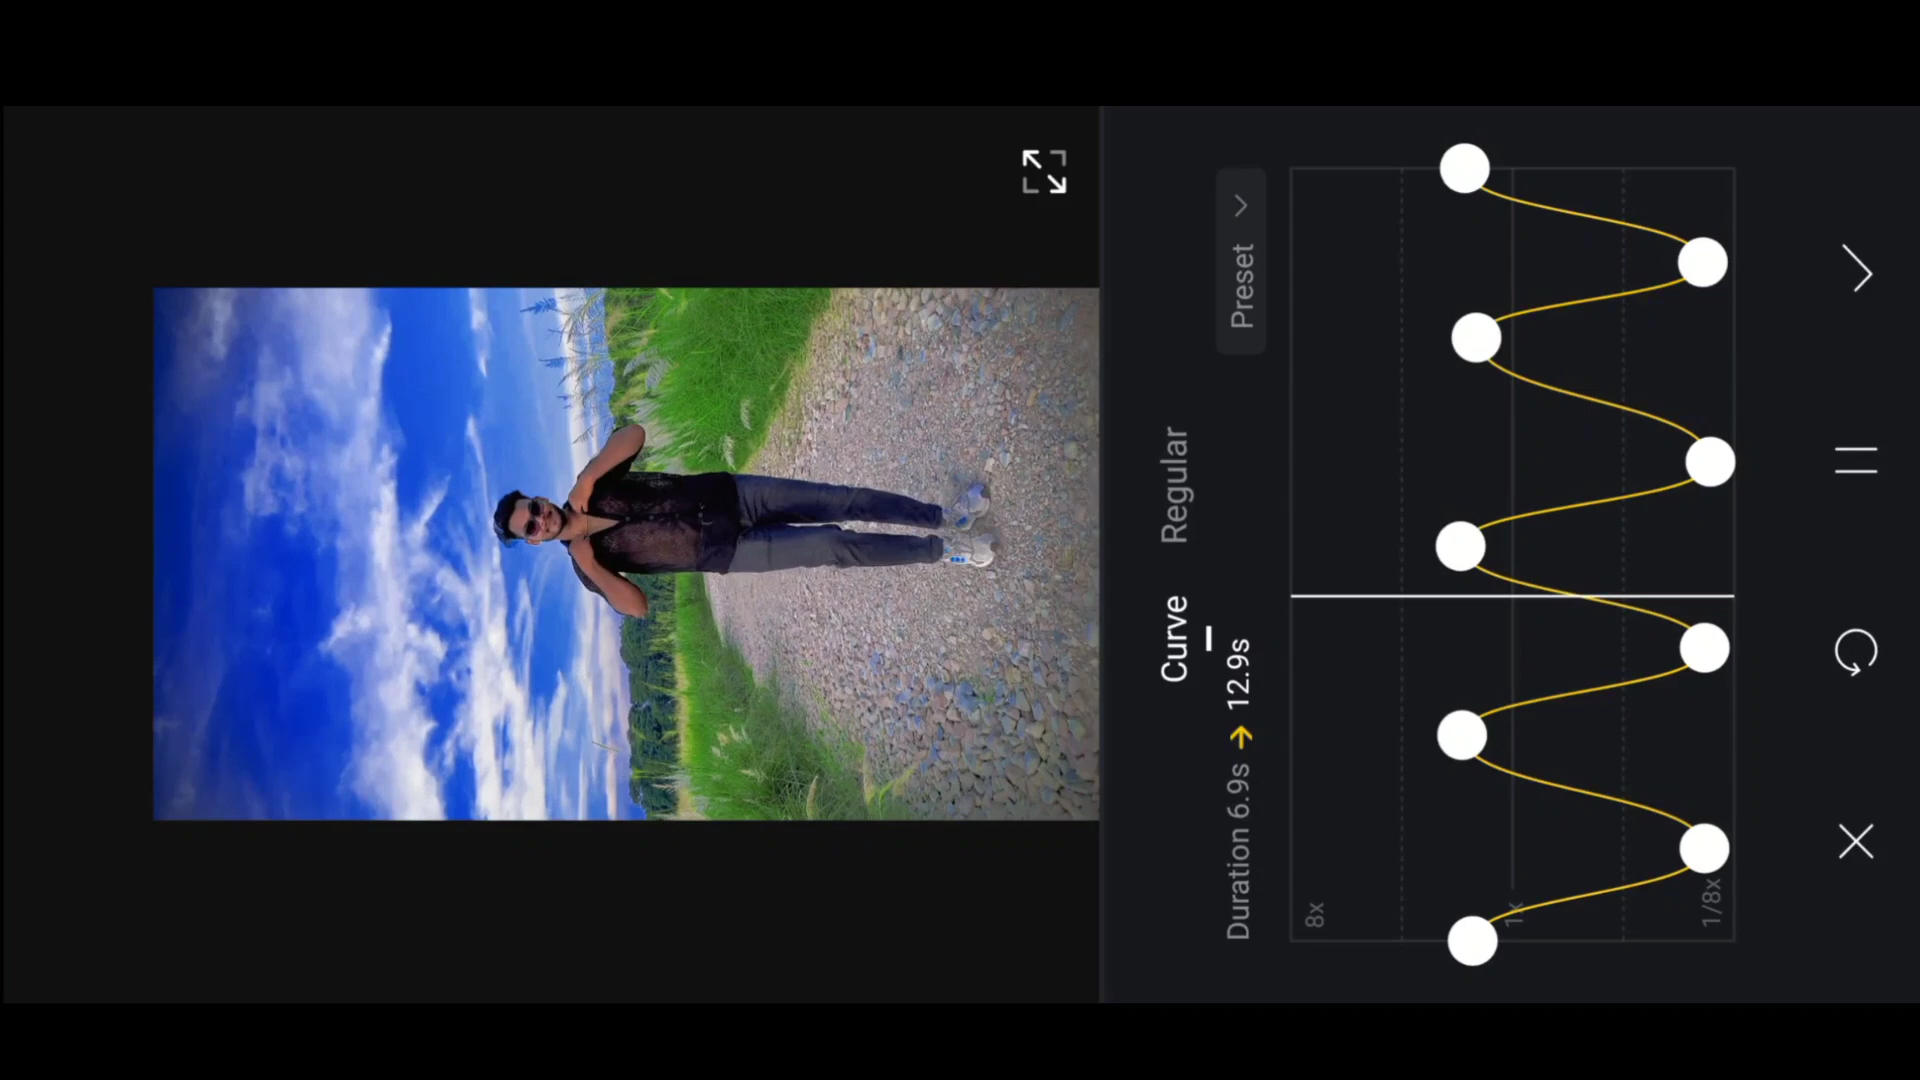 Curve Regular
Duration 6.9s → 12.9s Preset
8x
1x
1/8x